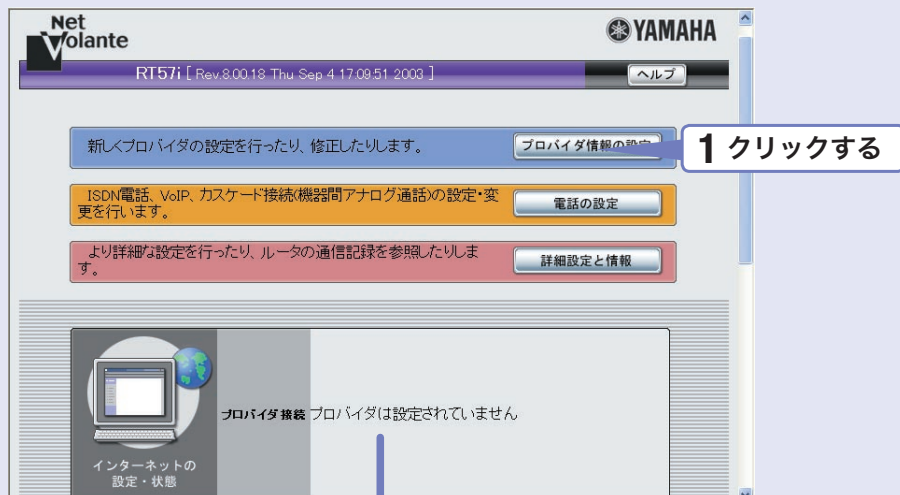 Net
Volante
YAMAHA
RT57i [ Rev.8.00.18 Thu Sep 4 17:09:51 2003 ]
ヘルプ
新しくプロバイダの設定を行ったり、修正したりします。
プロバイダ情報の設定
1 クリックする
ISDN電話、VoIP、カスケード接続(機器間アナログ通話)の設定・変
更を行います。
電話の設定
より詳細な設定を行ったり、ルータの通信記録を参照したりしま
す。
詳細設定と情報
プロバイダ接続 プロバイダは設定されていません
インターネットの
設定・状態